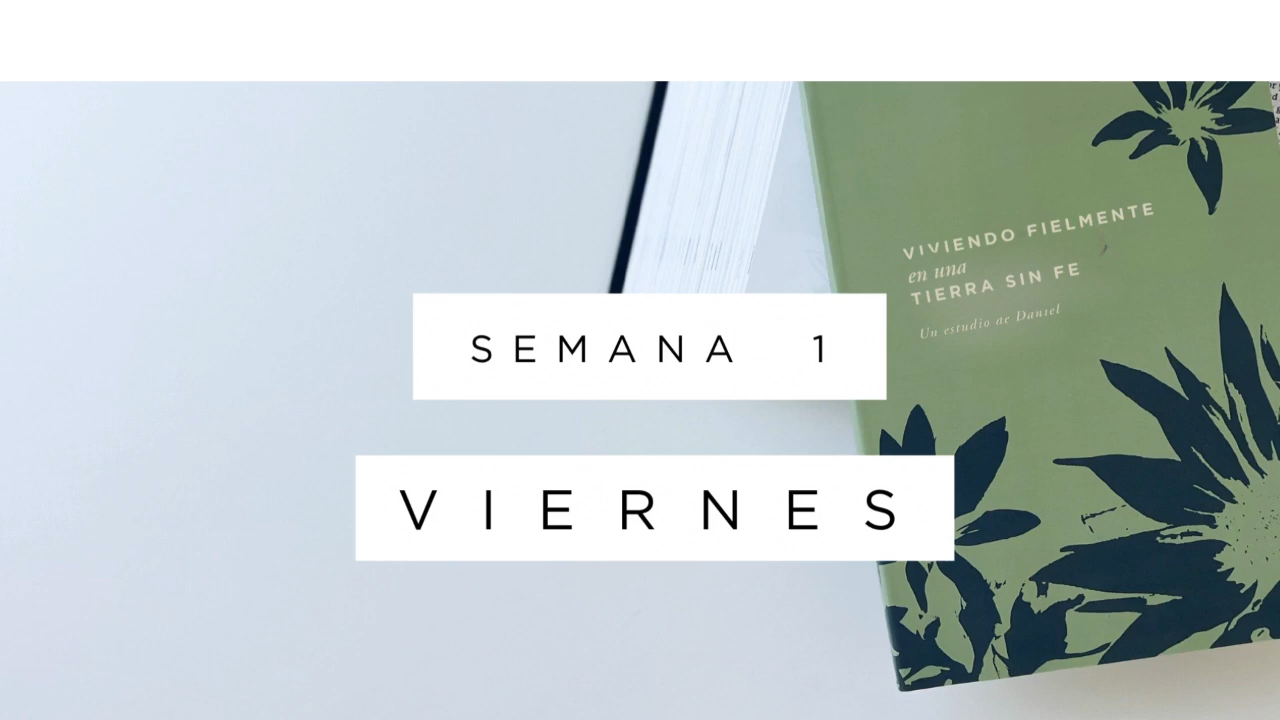 VIVIENDO FIELMENTE
en una
TIERRA SIN FE
Un estudio de Daniel
SEMANA 1
VIERNES